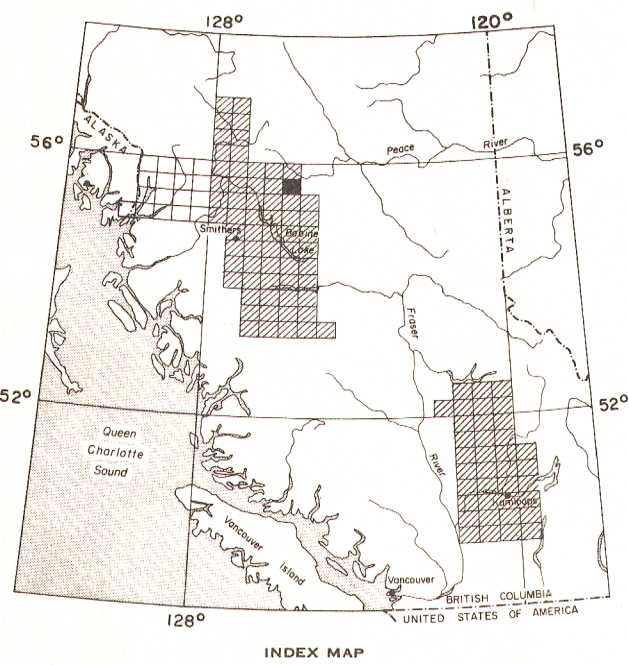 128°
120°
ALASKA
56°
Peace River
56°
ALBERTA
Smithers
Babine
Lake
Fraser
52°
52°
Queen
Charlotte
Sound
River
Kamloops
Vancouver
Island
Vancouver
BRITISH COLUMBIA
UNITED STATES OF AMERICA
128°
INDEX MAP